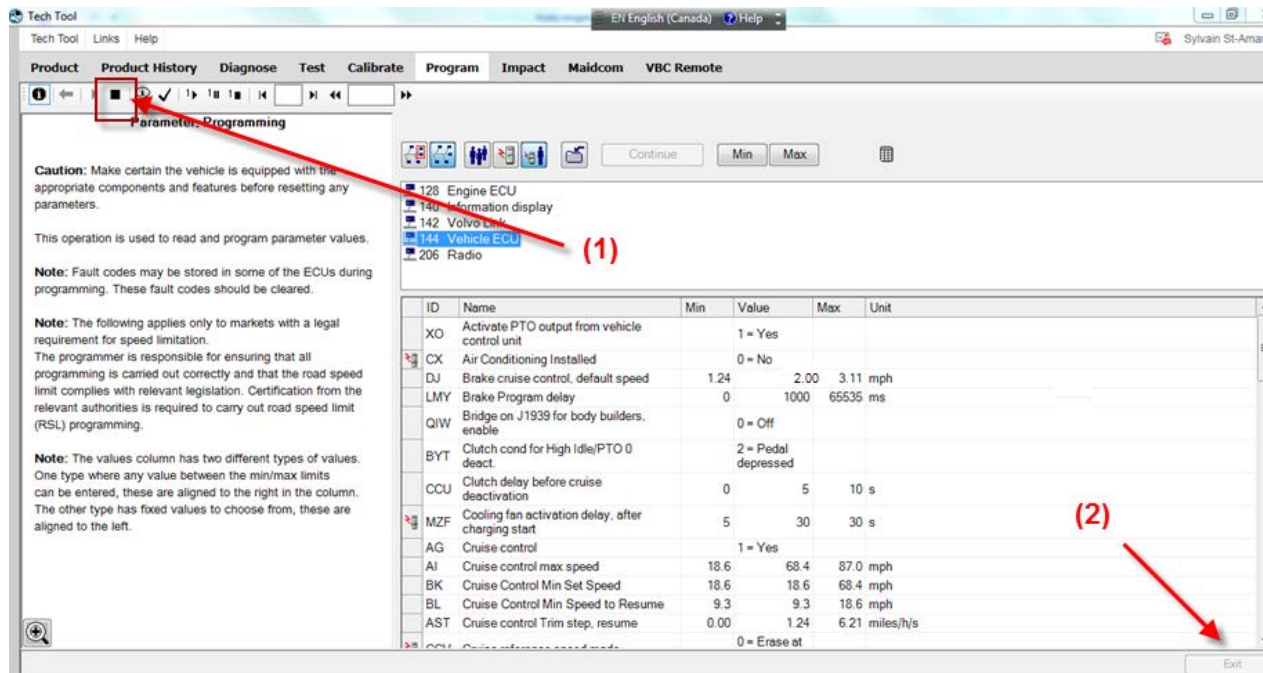 Tech Tool
EN English (Canada) Help
Tech Tool Links Help
Sylvain St-Amar
Product Product History Diagnose Test Calibrate Program Impact Maidcom VBC Remote
Parameter, Programming
Caution: Make certain the vehicle is equipped with the
appropriate components and features before resetting any
parameters.
This operation is used to read and program parameter values.
Note: Fault codes may be stored in some of the ECUs during
programming. These fault codes should be cleared.
Note: The following applies only to markets with a legal
requirement for speed limitation.
The programmer is responsible for ensuring that all
programming is carried out correctly and that the road speed
limit complies with relevant legislation. Certification from the
relevant authorities is required to carry out road speed limit
(RSL) programming.
Note: The values column has two different types of values.
One type where any value between the min/max limits
can be entered, these are aligned to the right in the column.
The other type has fixed values to choose from, these are
aligned to the left.
Continue Min Max
128 Engine ECU
140 Information display
142 Volvo Link
144 Vehicle ECU
206 Radio
(1)
ID Name Min Value Max Unit
XO Activate PTO output from vehicle
control unit 1 = Yes
CX Air Conditioning Installed 0 = No
DJ Brake cruise control, default speed 1.24 2.00 3.11 mph
LMY Brake Program delay 0 1000 65535 ms
QIW Bridge on J1939 for body builders,
enable 0 = Off
BYT Clutch cond for High Idle/PTO 0
deact. 2 = Pedal
depressed
CCU Clutch delay before cruise
deactivation 0 5 10 s
MZF Cooling fan activation delay, after
charging start 5 30 30 s
AG Cruise control 1 = Yes
AI Cruise control max speed 18.6 68.4 87.0 mph
BK Cruise Control Min Set Speed 18.6 18.6 68.4 mph
BL Cruise Control Min Speed to Resume 9.3 9.3 18.6 mph
AST Cruise control Trim step, resume 0.00 1.24 6.21 miles/h/s
0 = Erase at
(2)
Exit